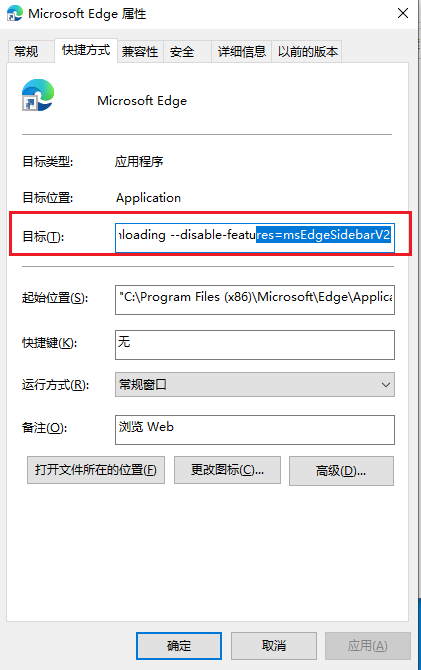 Microsoft Edge 属性
常规 快捷方式 兼容性 安全 详细信息 以前的版本
Microsoft Edge
目标类型: 应用程序
目标位置: Application
目标(T): loading --disable-features=msEdgeSidebarV2
起始位置(S): "C:\Program Files (x86)\Microsoft\Edge\Applica
快捷键(K): 无
运行方式(R): 常规窗口
备注(O): 浏览 Web
打开文件所在的位置(F) 更改图标(C)... 高级(D)...
确定 取消 应用(A)